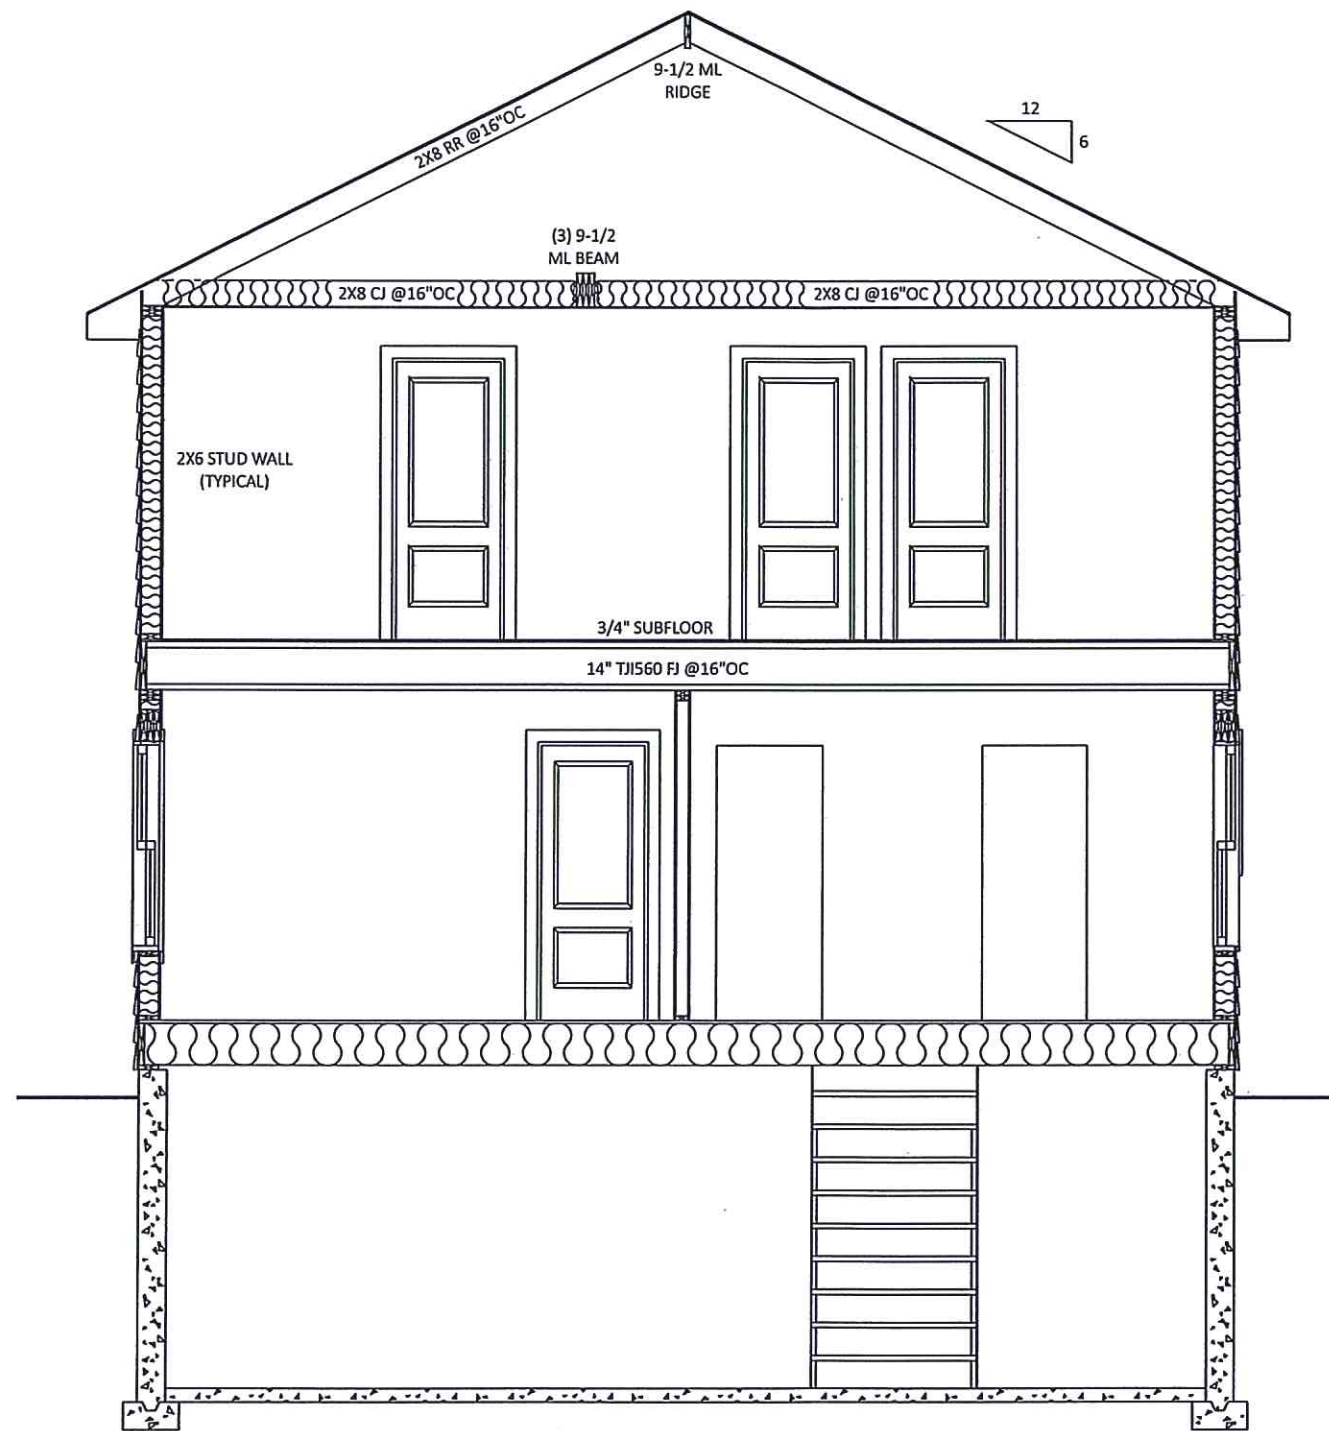 9-1/2 ML
RIDGE
12
6
2X8 RR @16"OC
(3) 9-1/2
ML BEAM
2X8 CJ @16"OC
2X8 CJ @16"OC
2X6 STUD WALL
(TYPICAL)
3/4" SUBFLOOR
14" TJI560 FJ @16"OC